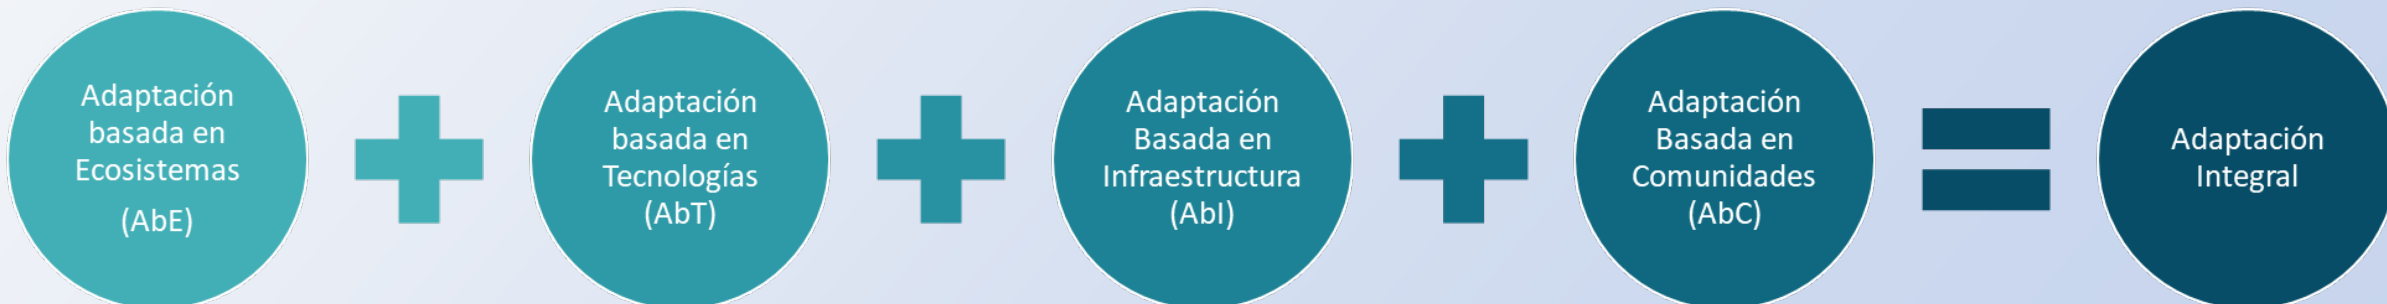 Adaptación
basada en
Ecosistemas
(AbE)
Adaptación
basada en
Tecnologías
(AbT)
Adaptación
Basada en
Infraestructura
(AbI)
Adaptación
Basada en
Comunidades
(AbC)
Adaptación
Integral